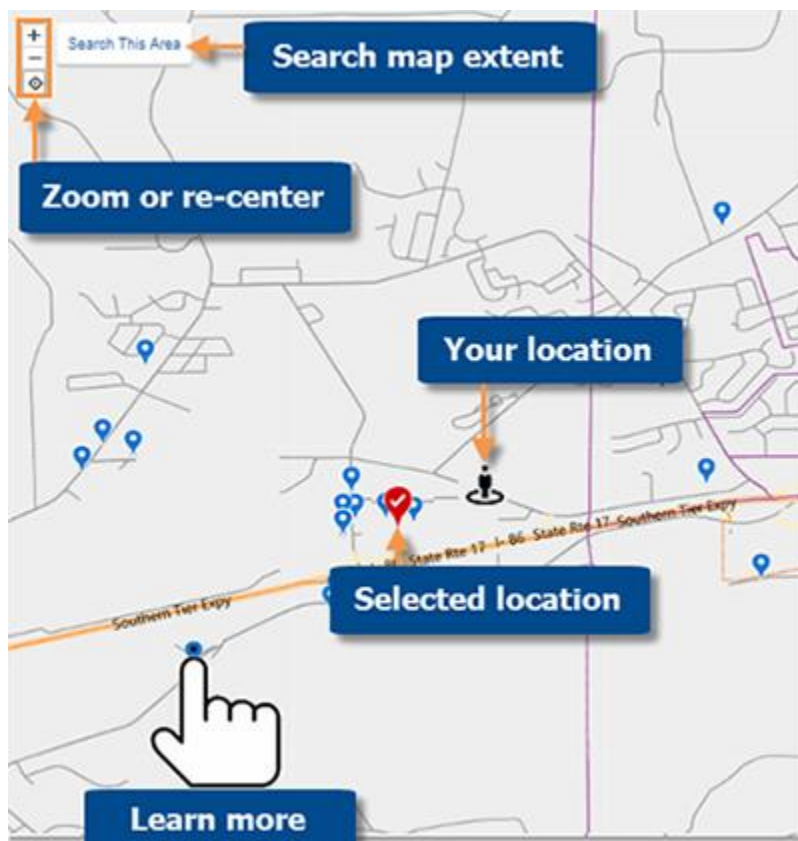 +
Search This Area
Search map extent
−
Zoom or re-center
Your location
State Rte 17 I- 86 State Rte 17 Southern Tier Expy
Selected location
Southern Tier Expy
Learn more